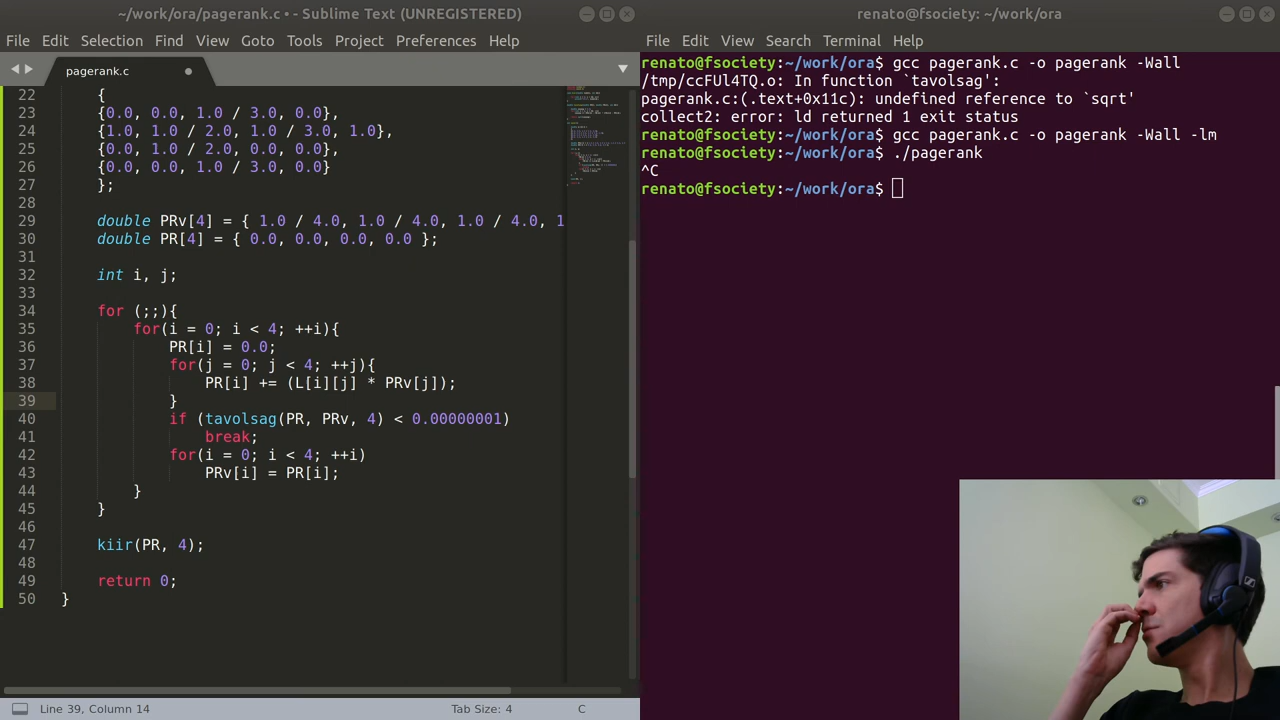 ~/work/ora/pagerank.c • - Sublime Text (UNREGISTERED)
File Edit Selection Find View Goto Tools Project Preferences Help
pagerank.c
22 {
23 {0.0, 0.0, 1.0 / 3.0, 0.0},
24 {1.0, 1.0 / 2.0, 1.0 / 3.0, 1.0},
25 {0.0, 1.0 / 2.0, 0.0, 0.0},
26 {0.0, 0.0, 1.0 / 3.0, 0.0}
27 };
28
29 double PRv[4] = { 1.0 / 4.0, 1.0 / 4.0, 1.0 / 4.0, 1
30 double PR[4] = { 0.0, 0.0, 0.0, 0.0 };
31
32 int i, j;
33
34 for (;;){
35 for(i = 0; i < 4; ++i){
36 PR[i] = 0.0;
37 for(j = 0; j < 4; ++j){
38 PR[i] += (L[i][j] * PRv[j]);
39 }
40 if (tavolsag(PR, PRv, 4) < 0.00000001)
41 break;
42 for(i = 0; i < 4; ++i)
43 PRv[i] = PR[i];
44 }
45 }
46
47 kiir(PR, 4);
48
49 return 0;
50 }
Line 39, Column 14 Tab Size: 4 C
renato@fsociety: ~/work/ora
File Edit View Search Terminal Help
renato@fsociety:~/work/ora$ gcc pagerank.c -o pagerank -Wall
/tmp/ccFUl4TQ.o: In function `tavolsag':
pagerank.c:(.text+0x11c): undefined reference to `sqrt'
collect2: error: ld returned 1 exit status
renato@fsociety:~/work/ora$ gcc pagerank.c -o pagerank -Wall -lm
renato@fsociety:~/work/ora$ ./pagerank
^C
renato@fsociety:~/work/ora$